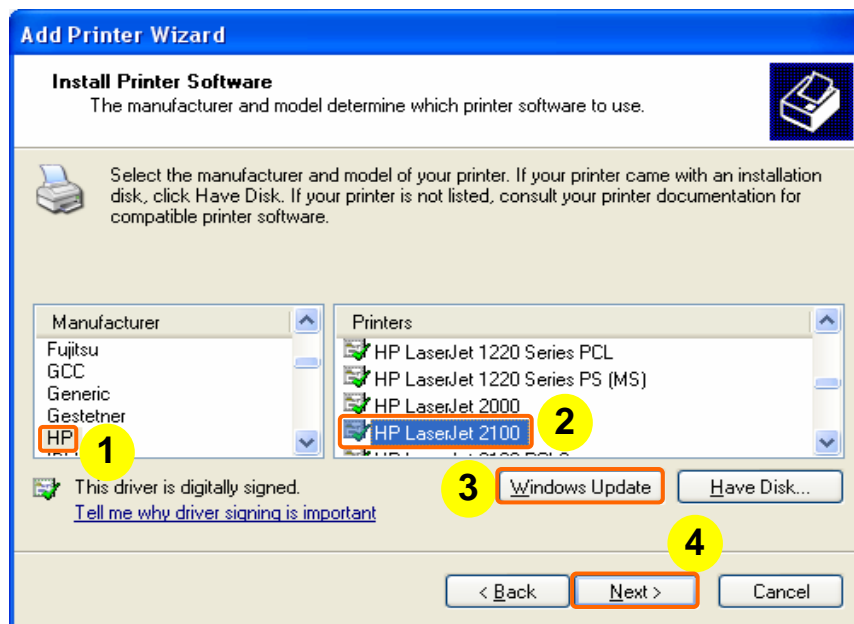 Add Printer Wizard
Install Printer Software
The manufacturer and model determine which printer software to use.
Select the manufacturer and model of your printer. If your printer came with an installation
disk, click Have Disk. If your printer is not listed, consult your printer documentation for
compatible printer software.
Manufacturer
Fujitsu
GCC
Generic
Gestetner
HP
1
Printers
HP LaserJet 1220 Series PCL
HP LaserJet 1220 Series PS (MS)
HP LaserJet 2000
HP LaserJet 2100
2
This driver is digitally signed.
Tell me why driver signing is important
3
Windows Update
Have Disk...
4
< Back
Next >
Cancel